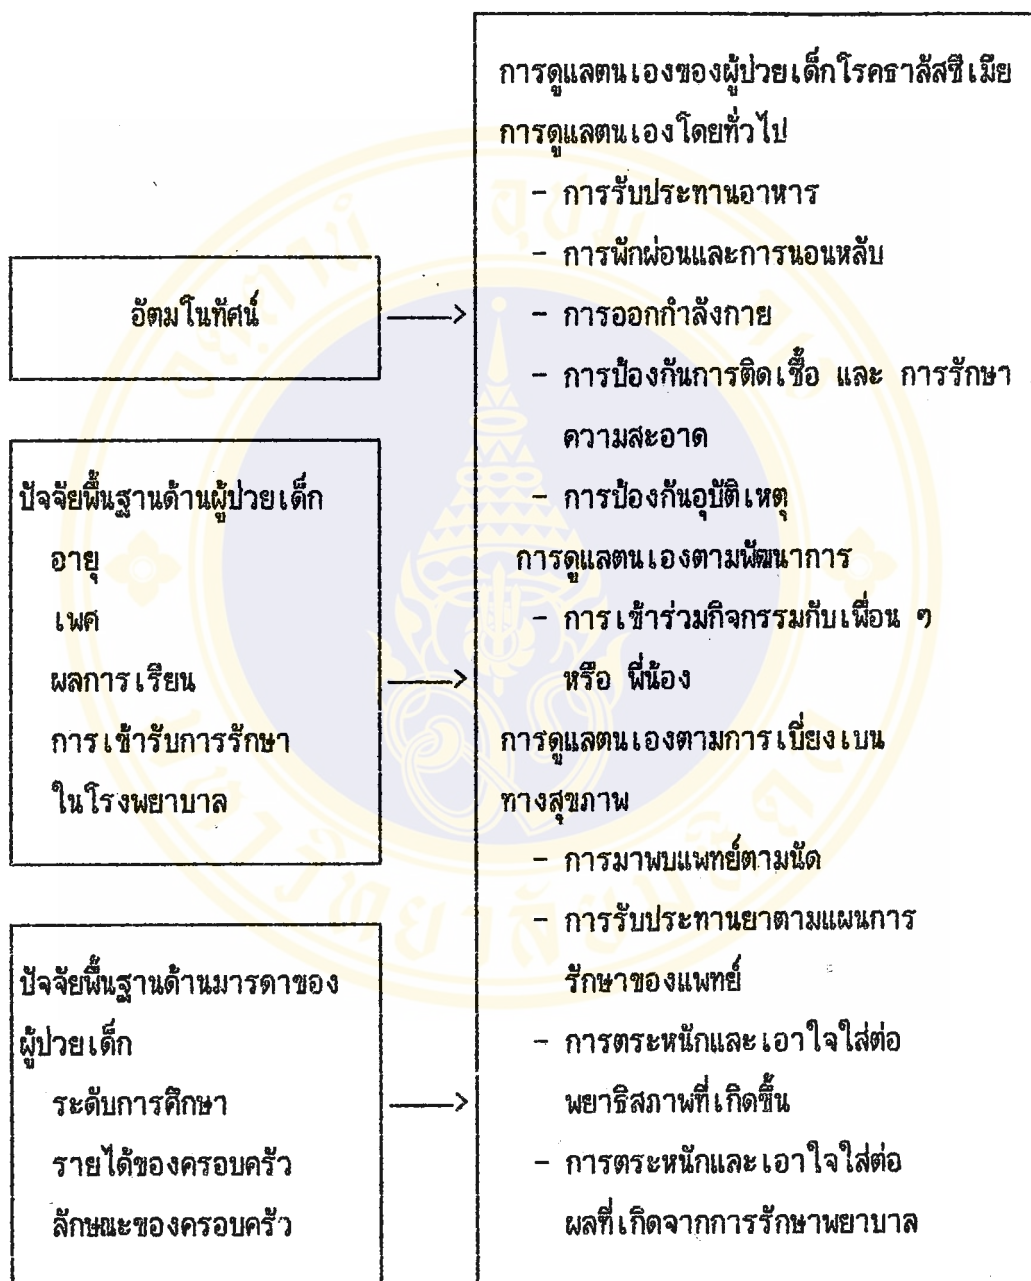 อัตมโนทัศน์
ปัจจัยพื้นฐานด้านผู้ป่วยเด็ก
อายุ
เพศ
ผลการเรียน
การเข้ารับการรักษา
ในโรงพยาบาล
ปัจจัยพื้นฐานด้านมารดาของ
ผู้ป่วยเด็ก
ระดับการศึกษา
รายได้ของครอบครัว
ลักษณะของครอบครัว
การดูแลตนเองของผู้ป่วยเด็กโรคธาลัสซีเมีย
การดูแลตนเองโดยทั่วไป
- การรับประทานอาหาร
- การพักผ่อนและการนอนหลับ
- การออกกำลังกาย
- การป้องกันการติดเชื้อ และ การรักษา
ความสะอาด
- การป้องกันอุบัติเหตุ
การดูแลตนเองตามพัฒนาการ
- การเข้าร่วมกิจกรรมกับเพื่อน ๆ
หรือ พี่น้อง
การดูแลตนเองตามการเบี่ยงเบน
ทางสุขภาพ
- การมาพบแพทย์ตามนัด
- การรับประทานยาตามแผนการ
รักษาของแพทย์
- การตระหนักและเอาใจใส่ต่อ
พยาธิสภาพที่เกิดขึ้น
- การตระหนักและเอาใจใส่ต่อ
ผลที่เกิดจากการรักษาพยาบาล